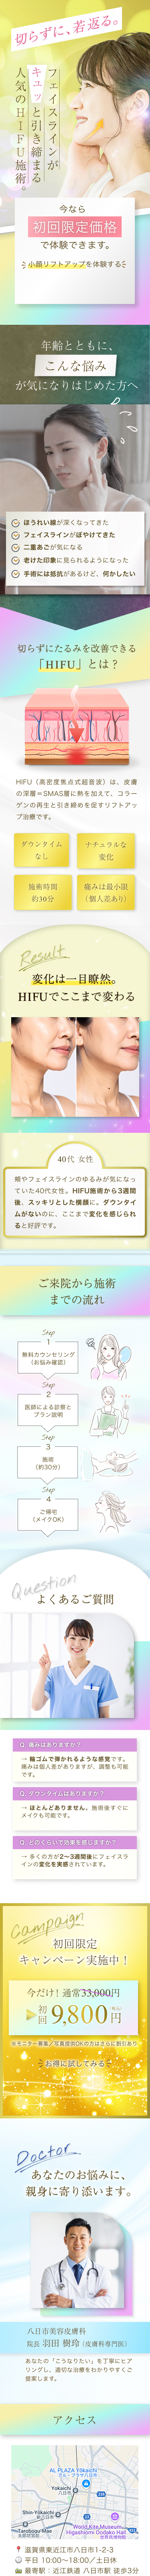 切らずに、若返る。
フェイスラインが
キュッと引き締まる
人気のHIFU施術。
今なら
初回限定価格
で体験できます。
小顔リフトアップを体験する
年齢とともに、
こんな悩み
が気になりはじめた方へ
ほうれい線が深くなってきた
フェイスラインがぼやけてきた
二重あごが気になる
老けた印象に見られるようになった
手術には抵抗があるけど、何かしたい
切らずにたるみを改善できる
「HIFU」とは？
HIFU（高密度焦点式超音波）は、皮膚
の深層＝SMAS層に熱を加えて、コラー
ゲンの再生と引き締めを促すリフトアッ
プ治療です。
ダウンタイム
なし
ナチュラルな
変化
施術時間
約30分
痛みは最小限
（個人差あり）
Result
変化は一目瞭然。
HIFUでここまで変わる
40代 女性
頬やフェイスラインのゆるみが気になっ
ていた40代女性。HIFU施術から3週間
後、スッキリとした横顔に。ダウンタイ
ムがないのに、ここまで変化を感じられ
ると好評です。
ご来院から施術
までの流れ
Step
1
無料カウンセリング
（お悩み確認）
Step
2
医師による診察と
プラン説明
Step
3
施術
（約30分）
Step
4
ご帰宅
（メイクOK）
Question
よくあるご質問
Q. 痛みはありますか？
→ 輪ゴムで弾かれるような感覚です。
痛みは個人差がありますが、調整も可能
です。
Q. ダウンタイムはありますか？
→ ほとんどありません。施術後すぐに
メイクも可能です。
Q. どのくらいで効果を感じますか？
→ 多くの方が2〜3週間後にフェイスラ
インの変化を実感されています。
Campaign
初回限定
キャンペーン実施中！
今だけ！通常33,000円
初回
9,800円
（税込）
※モニター募集／写真提供OKの方はさらに割引あり
お得に試してみる
Doctor
あなたのお悩みに、
親身に寄り添います。
八日市美容皮膚科
院長 羽田 樹玲（皮膚科専門医）
あなたの「こうなりたい」を丁寧にヒア
リングし、適切な治療をわかりやすくご
提案します。
アクセス
AL PLAZA Yōkaichi
アル・プラザ八日市
Yokaichi
八日市
Shin-Yōkaichi
新八日市
Tarobogū-Mae
太郎坊宮前
World Kite Museum
Higashiomi Oodako Hall
世界凧博物館
滋賀県東近江市八日市1-2-3
平日 10:00〜18:00／土日休
最寄駅：近江鉄道 八日市駅 徒歩3分